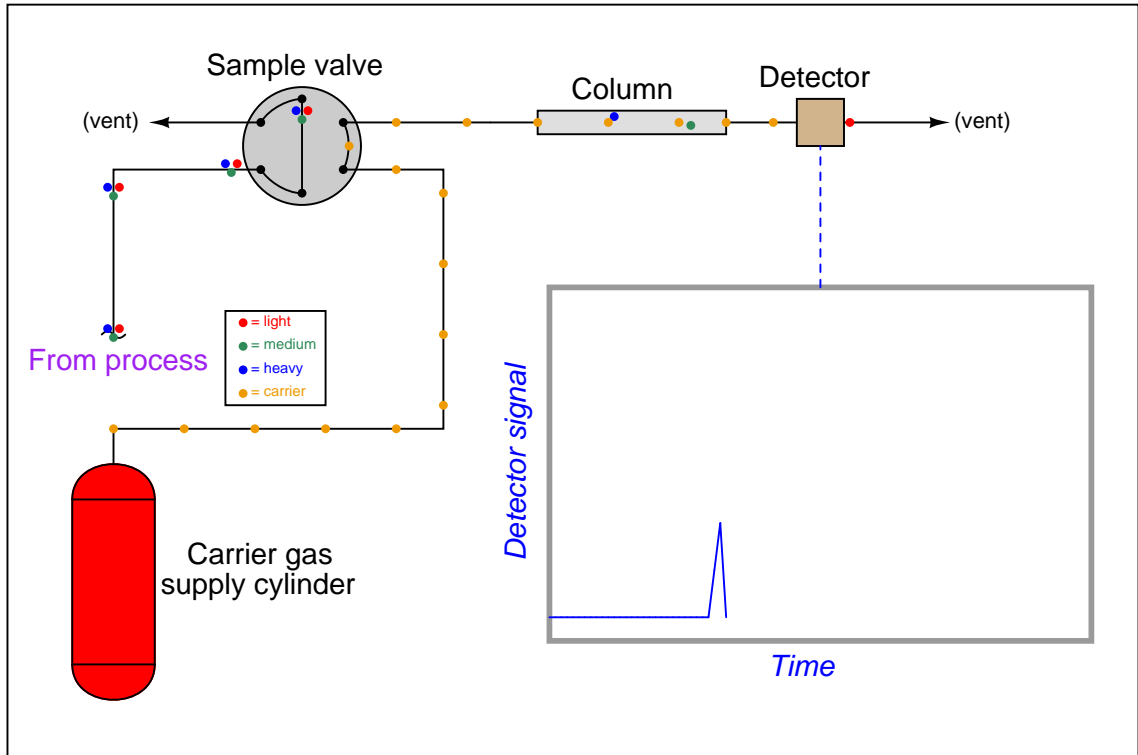 Sample valve
Column
Detector
(vent)
(vent)
= light
= medium
= heavy
= carrier
From process
Detector signal
Carrier gas
supply cylinder
Time